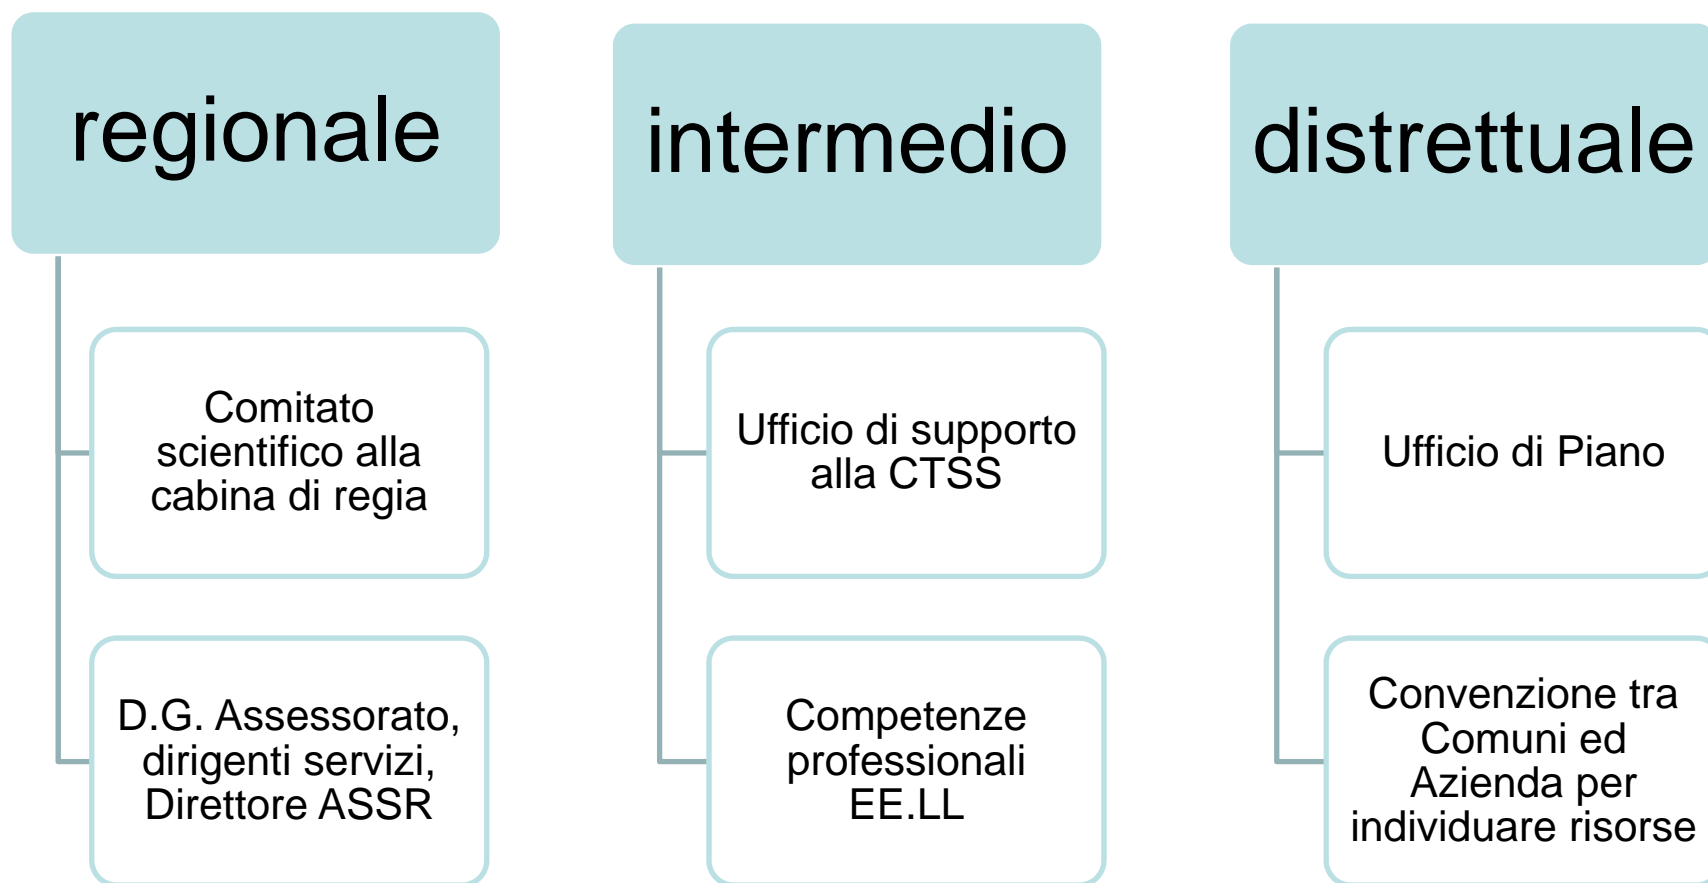 regionale
Comitato
scientifico alla
cabina di regia
D.G. Assessorato,
dirigenti servizi,
Direttore ASSR
intermedio
Ufficio di supporto
alla CTSS
Competenze
professionali
EE.LL
distrettuale
Ufficio di Piano
Convenzione tra
Comuni ed
Azienda per
individuare risorse